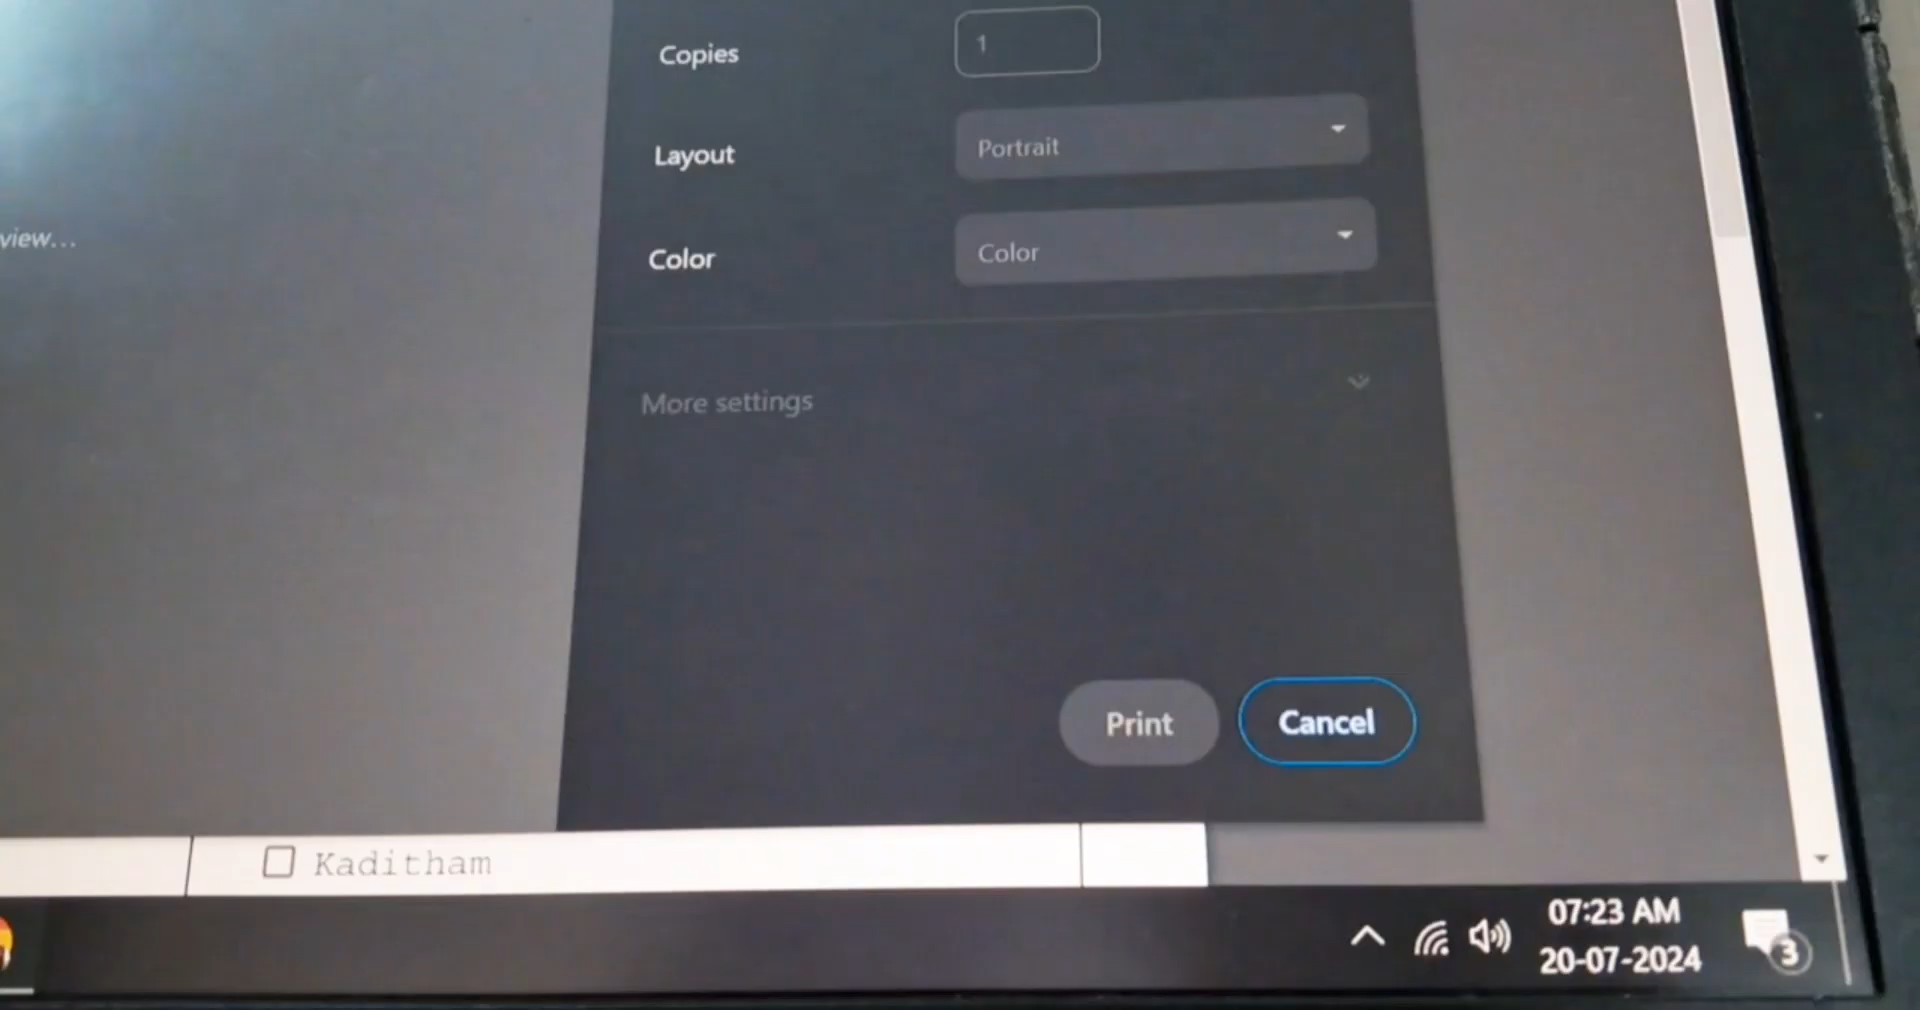 Copies 1
Layout Portrait
view...
Color Color
More settings
Print Cancel
Kaditham
07:23 AM
20-07-2024
3